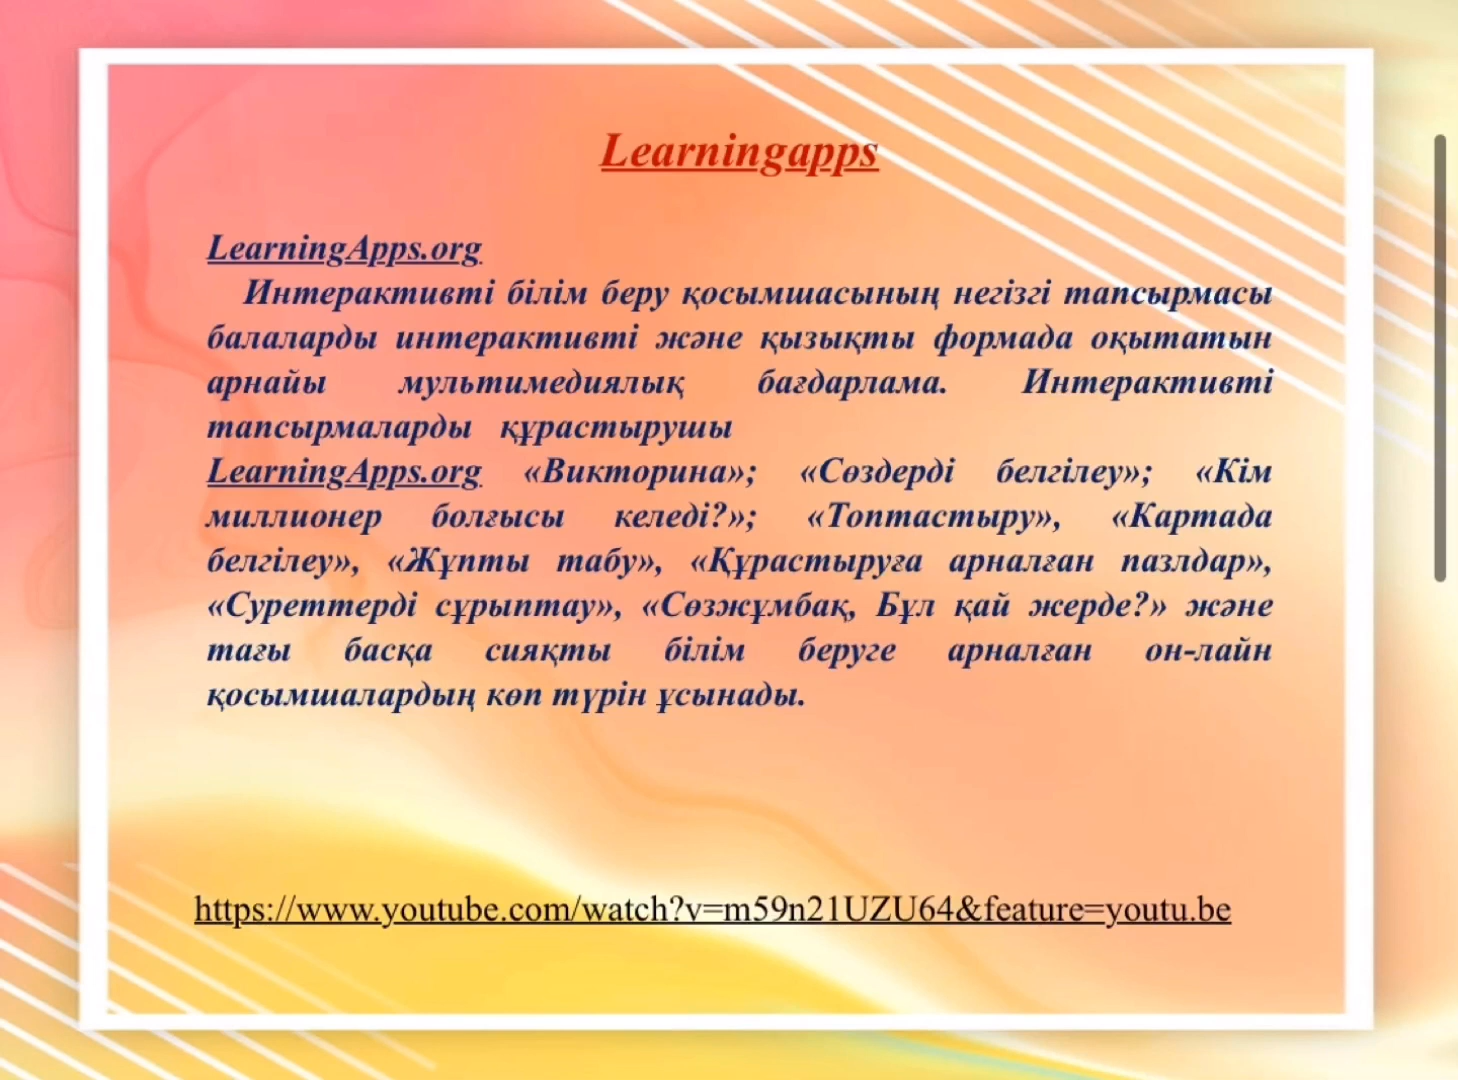 Learningapps
LearningApps.org
Интерактивті білім беру қосымшасының негізгі тапсырмасы
балаларды интерактивті және қызықты формада оқытатын
арнайы мультимедиялық бағдарлама. Интерактивті
тапсырмаларды құрастырушы
LearningApps.org «Викторина»; «Сөздерді белгілеу»; «Кім
миллионер болғысы келеді?»; «Топтастыру», «Картада
белгілеу», «Жұпты табу», «Құрастыруға арналған пазлдар»,
«Суреттерді сұрыптау», «Сөзжұмбақ, Бұл қай жерде?» және
тағы басқа сияқты білім беруге арналған он-лайн
қосымшалардың көп түрін ұсынады.
https://www.youtube.com/watch?v=m59n21UZU64&feature=youtu.be